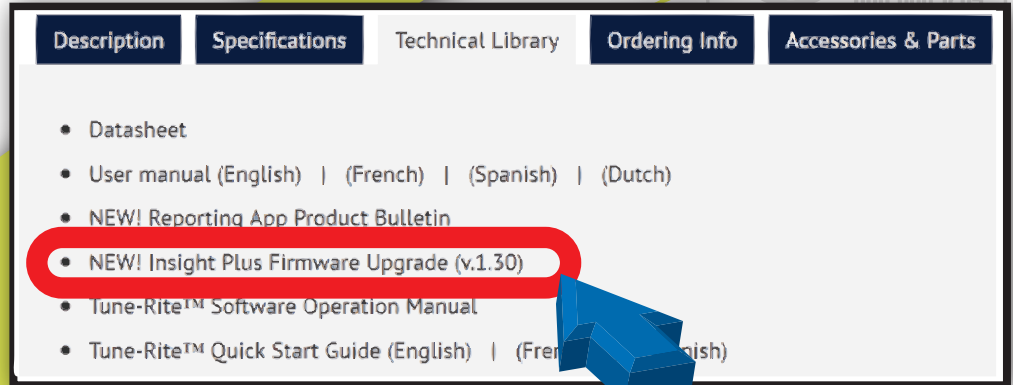 Description Specifications Technical Library Ordering Info Accessories & Parts
• Datasheet
• User manual (English) | (French) | (Spanish) | (Dutch)
• NEW! Reporting App Product Bulletin
• NEW! Insight Plus Firmware Upgrade (v.1.30)
• Tune-Rite™ Software Operation Manual
• Tune-Rite™ Quick Start Guide (English) |